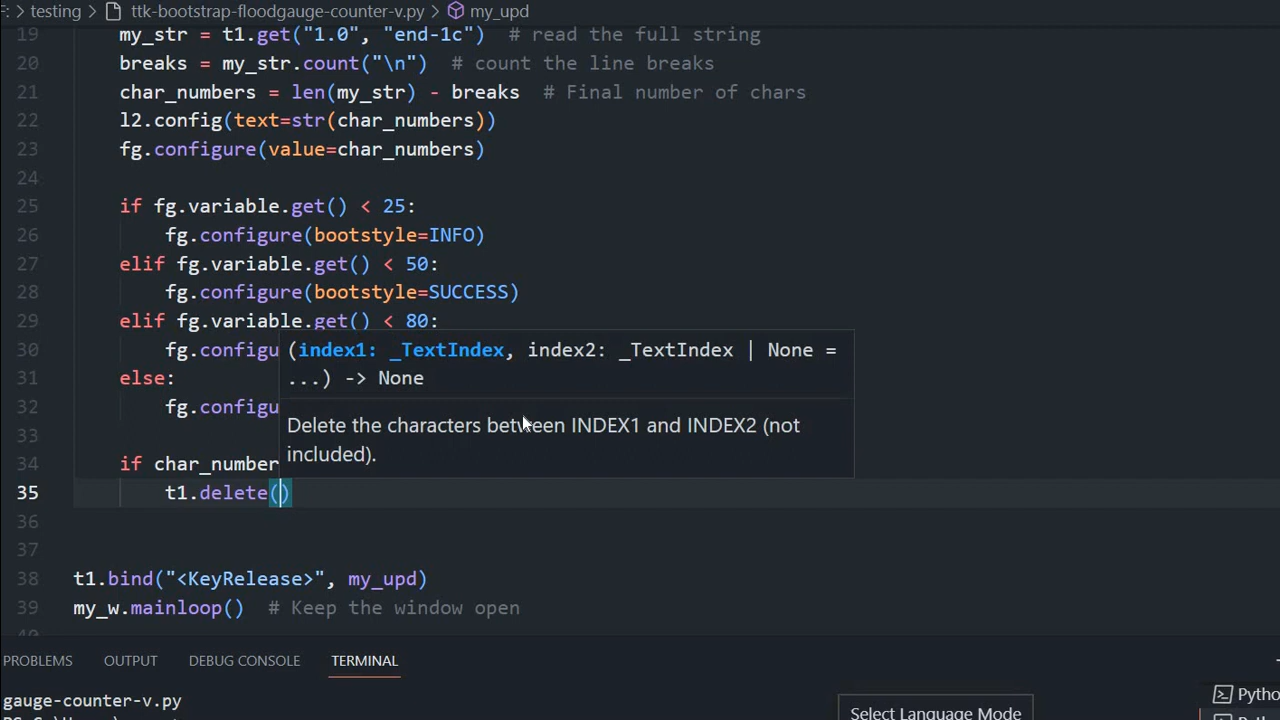 F: > testing > ttk-bootstrap-floodgauge-counter-v.py > my_upd
19 my_str = t1.get("1.0", "end-1c")  # read the full string
20 breaks = my_str.count("\n")  # count the line breaks
21 char_numbers = len(my_str) - breaks  # Final number of chars
22 l2.config(text=str(char_numbers))
23 fg.configure(value=char_numbers)
24
25 if fg.variable.get() < 25:
26 fg.configure(bootstyle=INFO)
27 elif fg.variable.get() < 50:
28 fg.configure(bootstyle=SUCCESS)
29 elif fg.variable.get() < 80:
30 fg.configu
(index1: _TextIndex, index2: _TextIndex | None =
31 else:
...) -> None
32 fg.configu
Delete the characters between INDEX1 and INDEX2 (not
33
included).
34 if char_number
35 t1.delete()
36
37
38 t1.bind("<KeyRelease>", my_upd)
39 my_w.mainloop()  # Keep the window open
40
PROBLEMS OUTPUT DEBUG CONSOLE TERMINAL
gauge-counter-v.py
Pytho
Select Language Mode